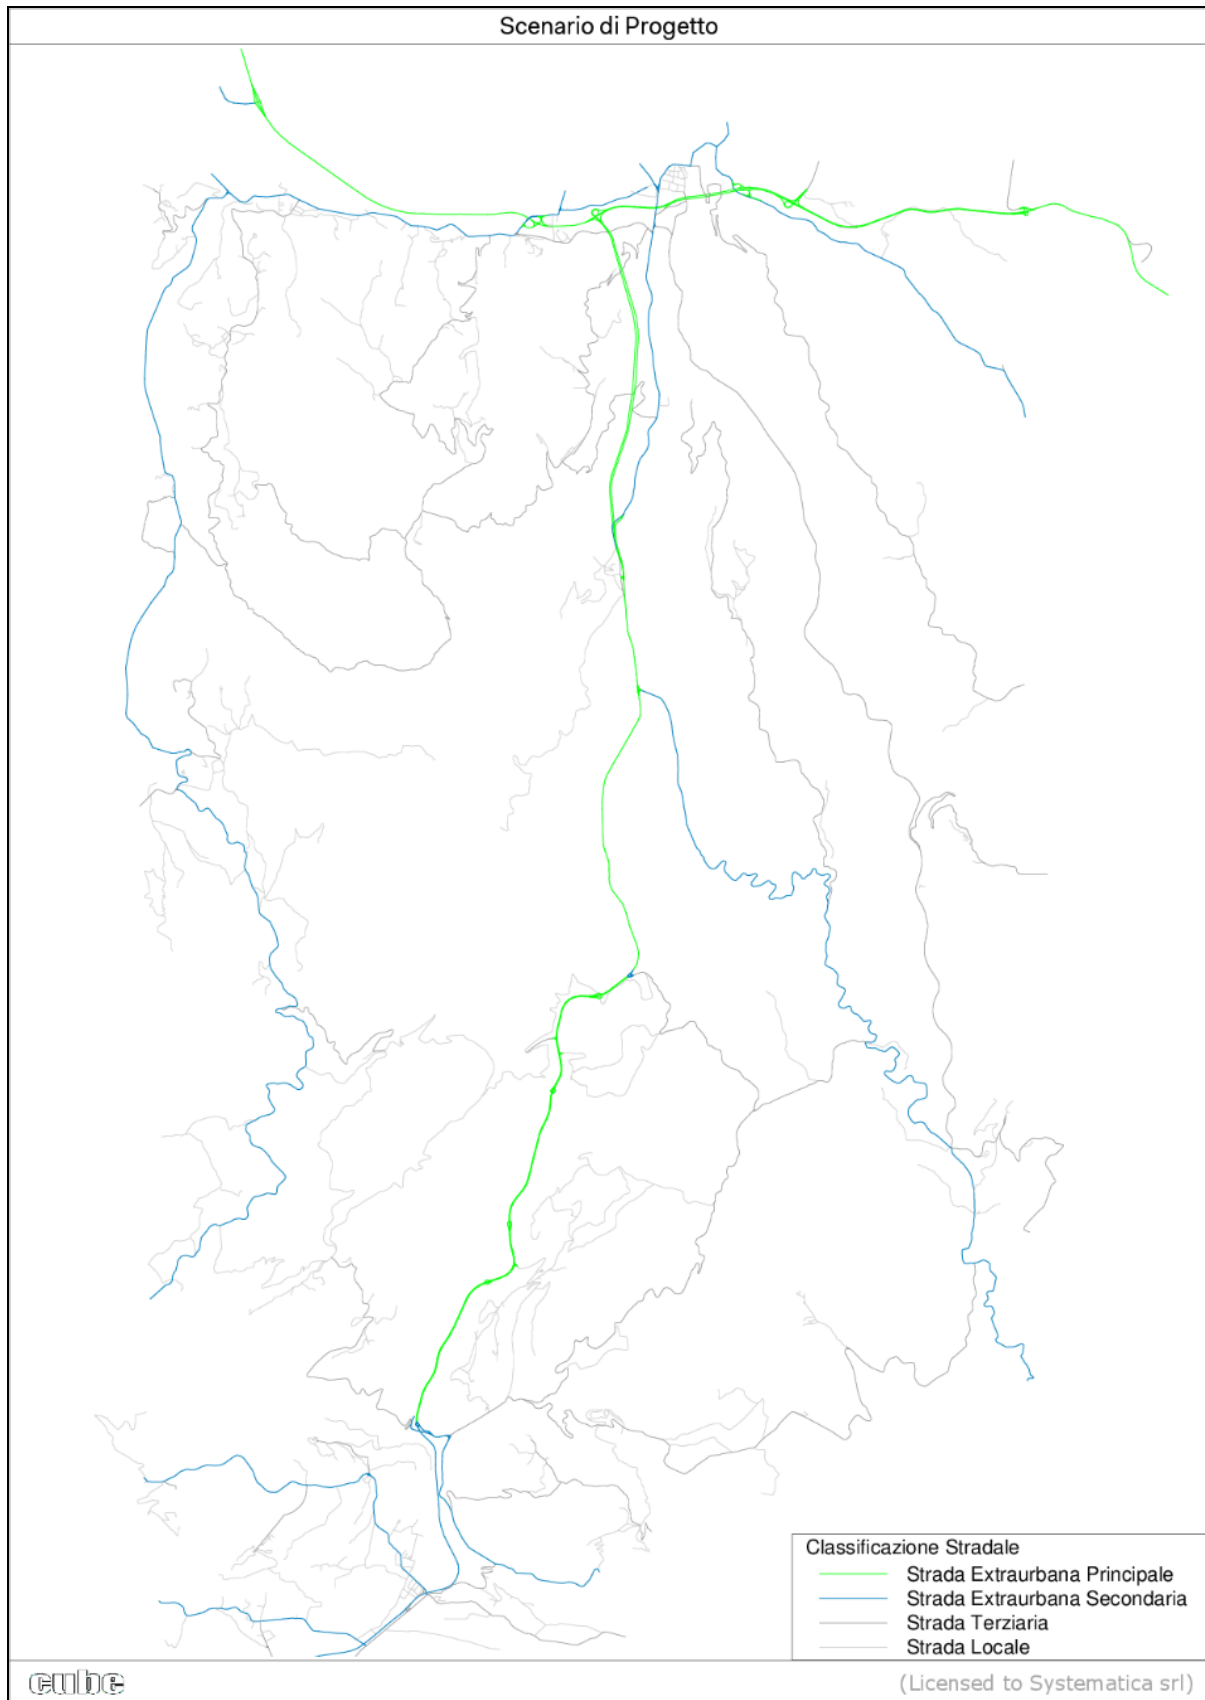 Scenario di Progetto
Classificazione Stradale
Strada Extraurbana Principale
Strada Extraurbana Secondaria
Strada Terziaria
Strada Locale
cube
(Licensed to Systematica srl)